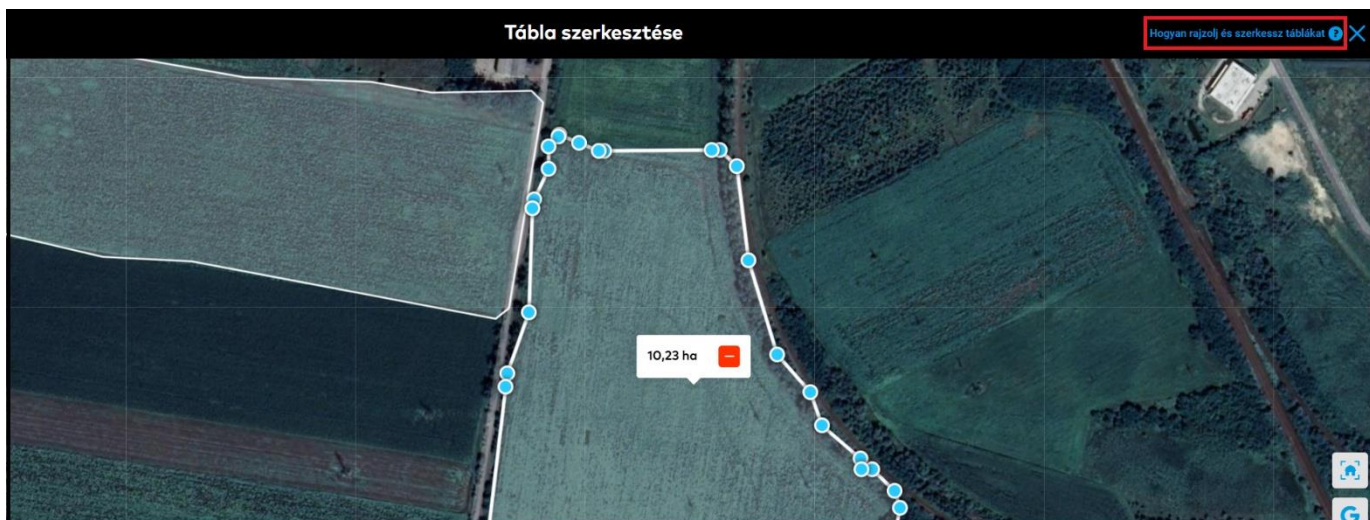 Tábla szerkesztése
Hogyan rajzolj és szerkessz táblákat ?
10,23 ha
G